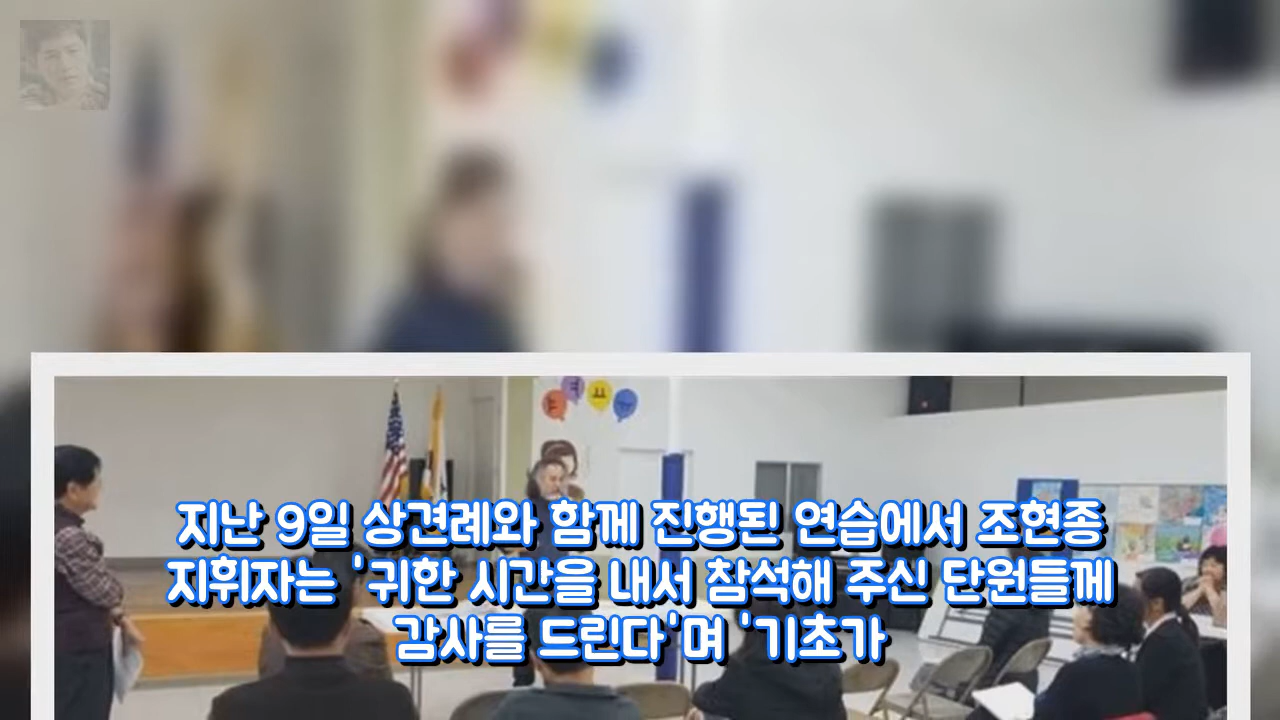 지난 9일 상견례와 함께 진행된 연습에서 조현종
지휘자는 '귀한 시간을 내서 참석해 주신 단원들께
감사를 드린다'며 '기초가